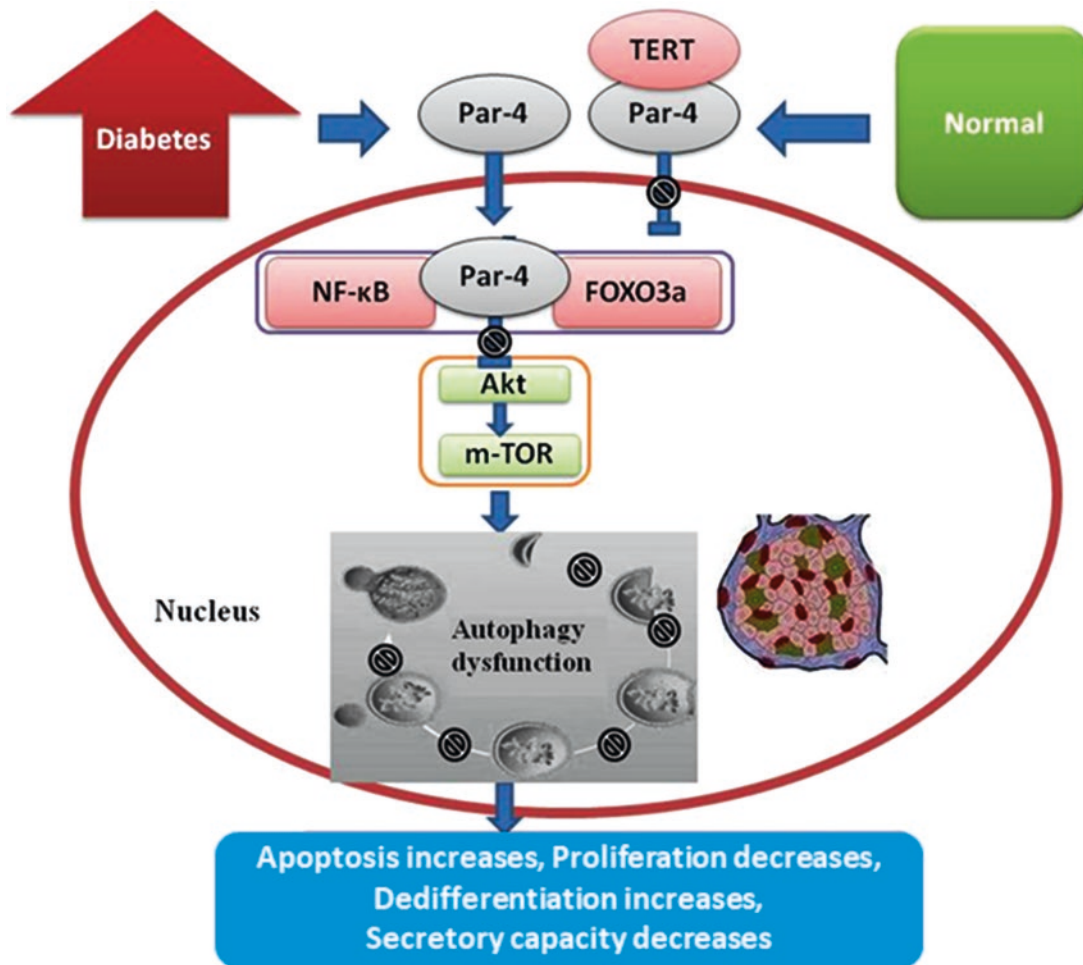 TERT
Diabetes
Par-4
Par-4
Normal
NF-κB
Par-4
FOXO3a
Akt
m-TOR
Nucleus
Autophagy
dysfunction
Apoptosis increases, Proliferation decreases,
Dedifferentiation increases,
Secretory capacity decreases